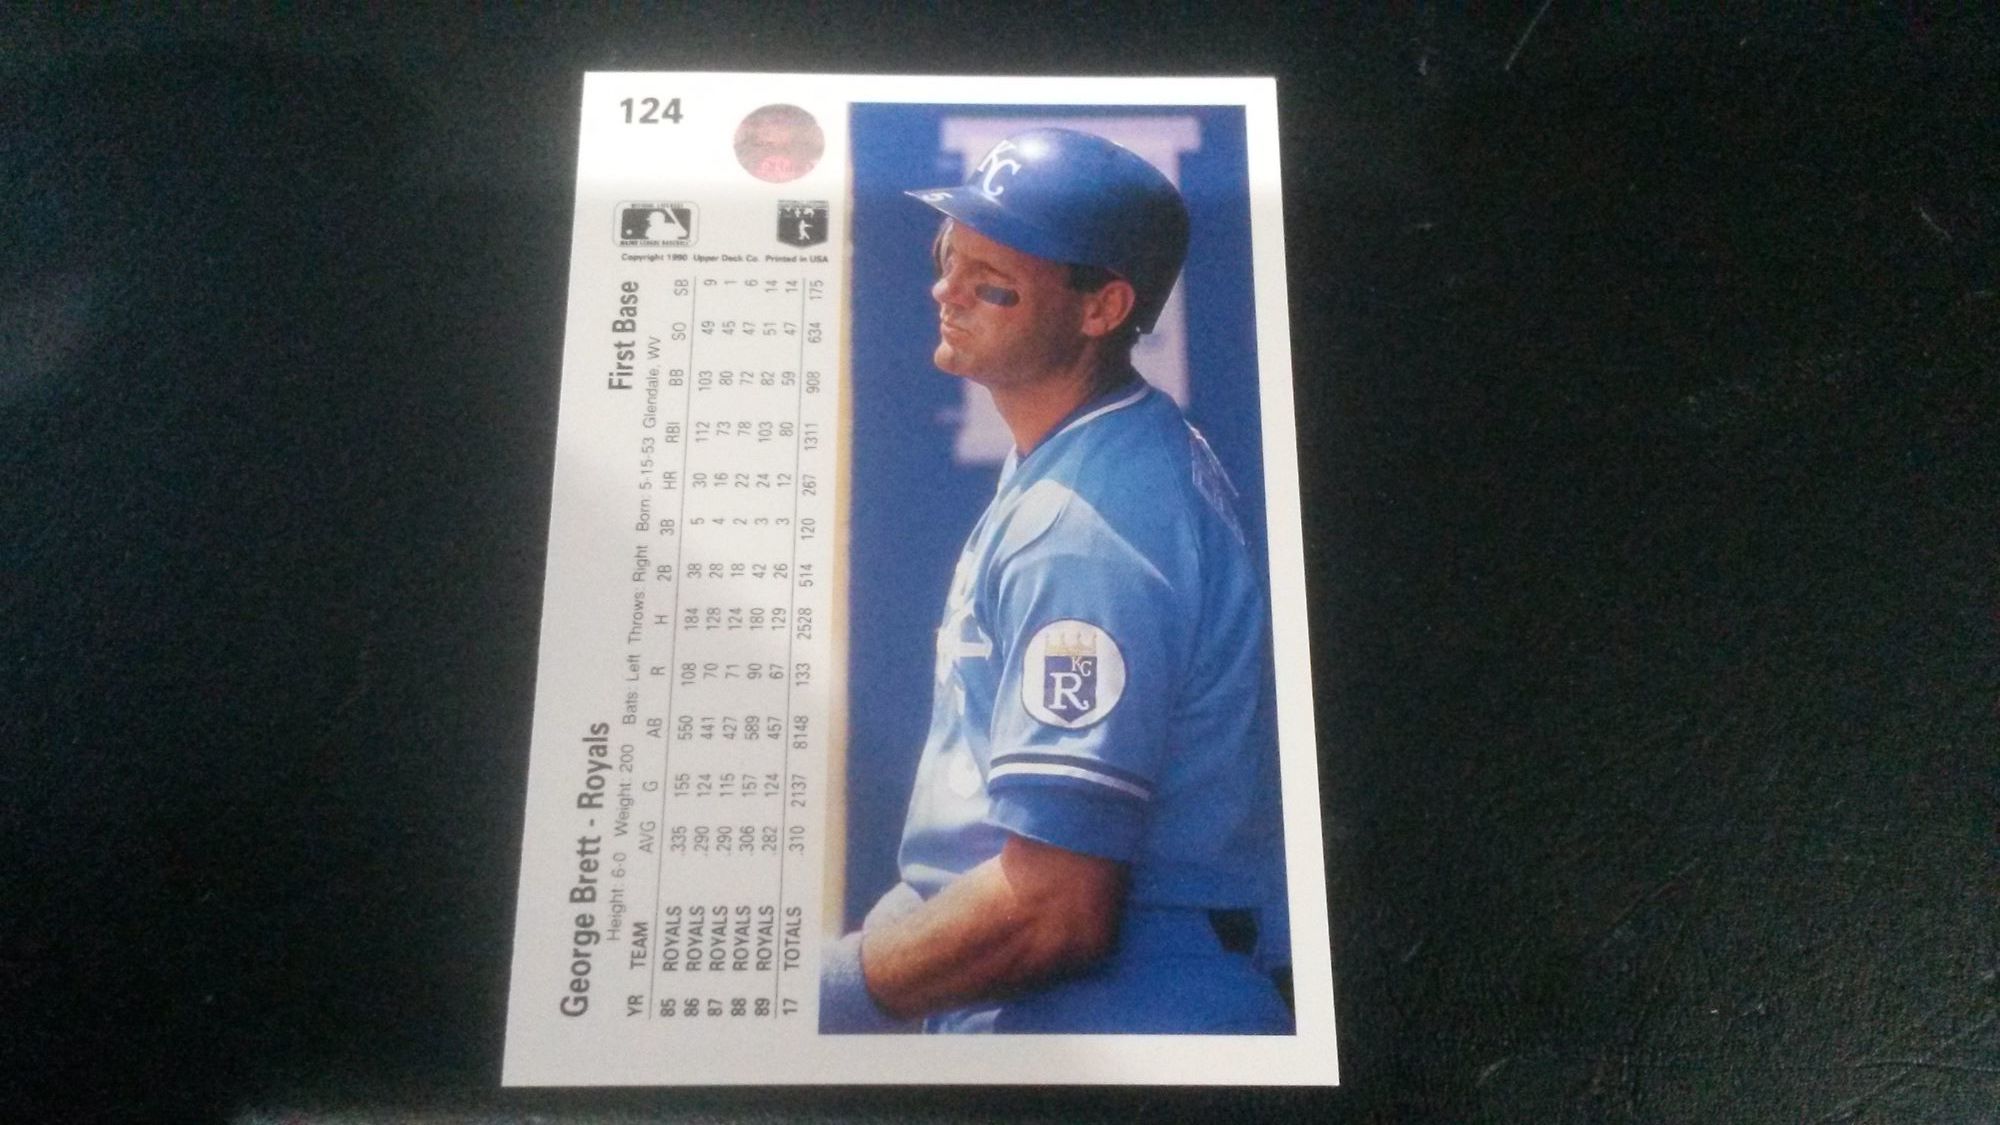 124
OFFICIAL LICENSEE
MAJOR LEAGUE BASEBALL
Copyright 1990 Upper Deck Co. Printed in USA
George Brett - Royals First Base
Height: 6-0 Weight: 200 Bats: Left Throws: Right Born: 5-15-53 Glendale, WV
YR TEAM AVG G AB R H 2B 3B HR RBI BB SO SB
85 ROYALS .335 155 550 108 184 38 5 30 112 103 49 9
86 ROYALS .290 124 441 70 128 28 4 16 73 80 45 1
87 ROYALS .290 115 427 71 124 18 2 22 78 72 47 6
88 ROYALS .306 157 589 90 180 42 3 24 103 82 51 14
89 ROYALS .282 124 457 67 129 26 3 12 80 59 47 14
17 TOTALS .310 2137 8148 133 2528 514 120 267 1311 908 634 175
KC
5
KC
R